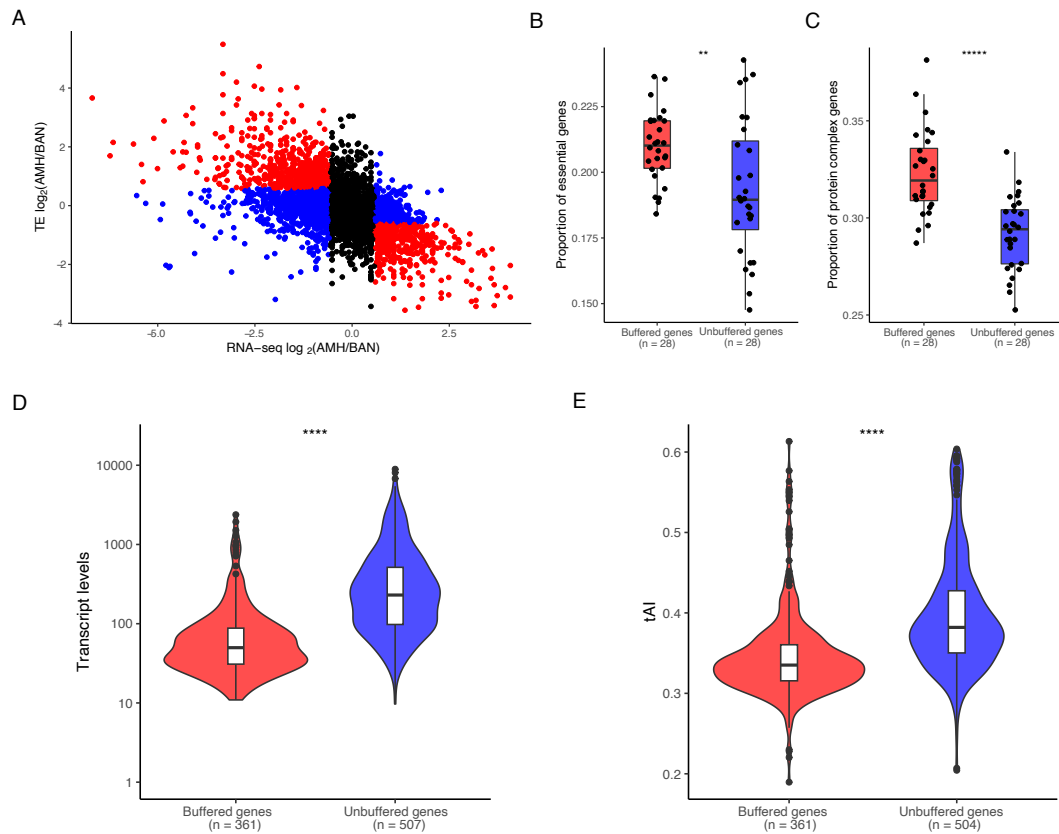 A
TE log2(AMH/BAN)
4
2
0
-2
-4
-5.0
-2.5
0.0
2.5
RNA-seq log 2(AMH/BAN)
B
**
Proportion of essential genes
0.225
0.200
0.175
0.150
Buffered genes
(n = 28)
Unbuffered genes
(n = 28)
C
*****
Proportion of protein complex genes
0.35
0.30
0.25
Buffered genes
(n = 28)
Unbuffered genes
(n = 28)
D
****
Transcript levels
10000
1000
100
10
1
Buffered genes
(n = 361)
Unbuffered genes
(n = 507)
E
****
tAI
0.6
0.5
0.4
0.3
0.2
Buffered genes
(n = 361)
Unbuffered genes
(n = 504)